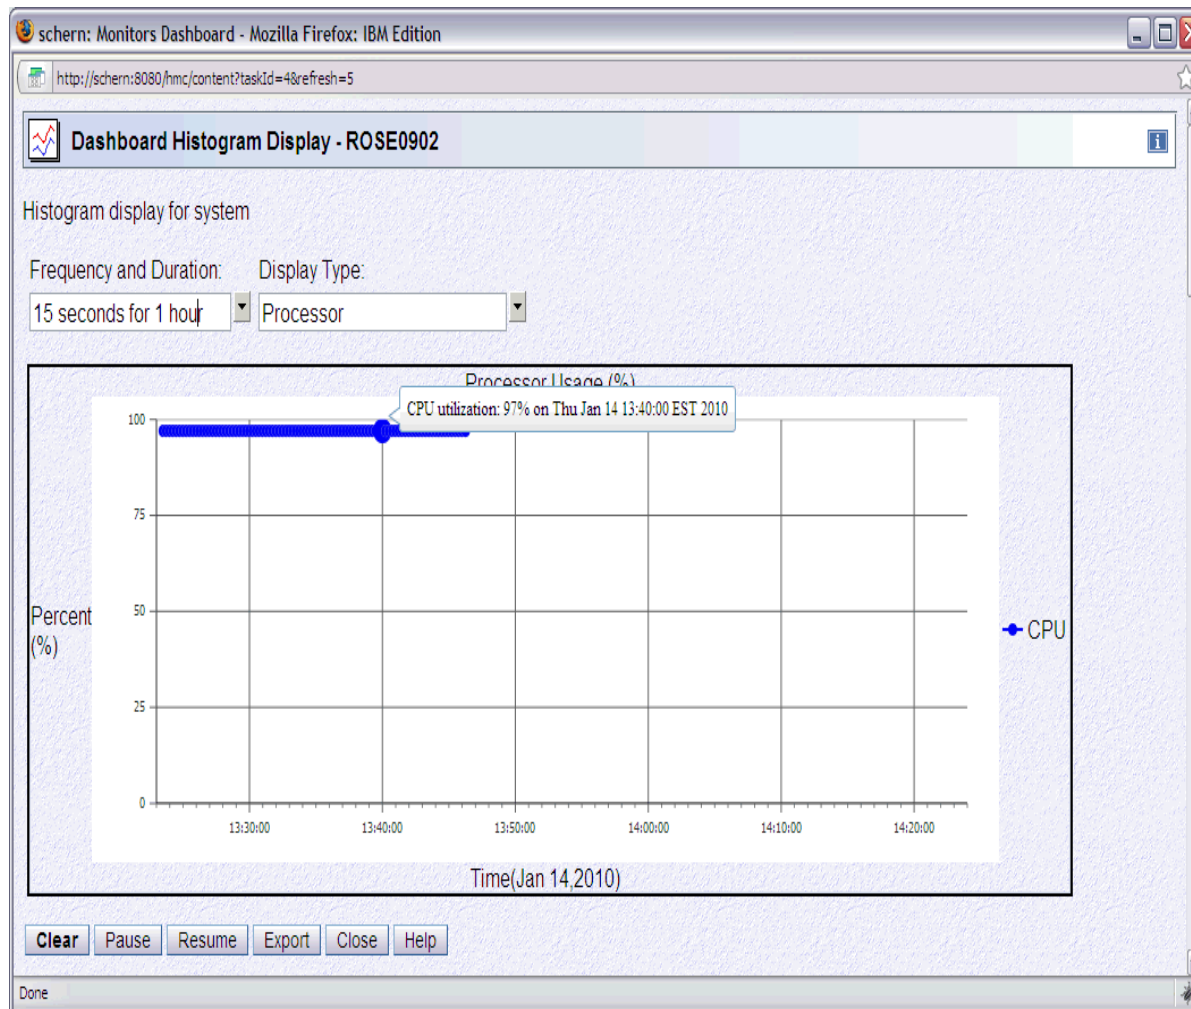 schern: Monitors Dashboard - Mozilla Firefox: IBM Edition
http://schern:8080/hmc/content?taskId=4&refresh=5
Dashboard Histogram Display - ROSE0902
i
Histogram display for system
Frequency and Duration: Display Type:
15 seconds for 1 hour Processor
Processor Usage (%)
CPU utilization: 97% on Thu Jan 14 13:40:00 EST 2010
100
75
50
25
0
Percent
(%)
CPU
13:30:00 13:40:00 13:50:00 14:00:00 14:10:00 14:20:00
Time(Jan 14,2010)
Clear Pause Resume Export Close Help
Done